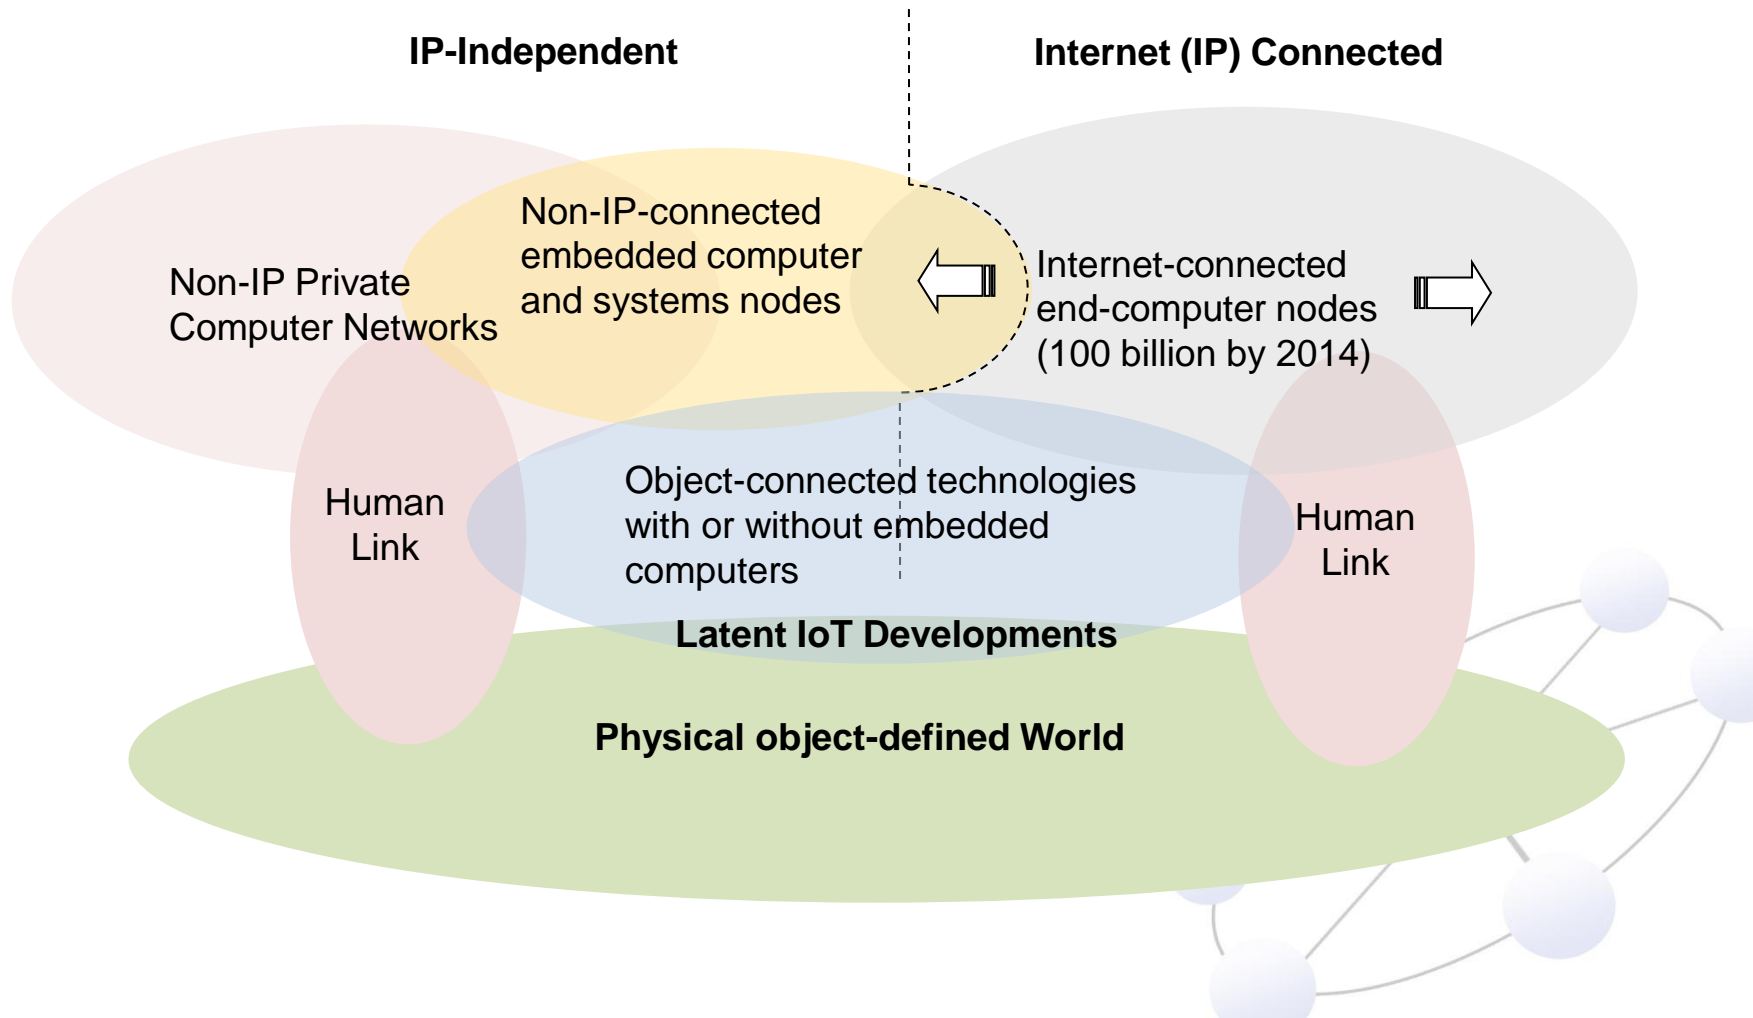 IP-Independent
Internet (IP) Connected
Non-IP-connected
embedded computer
and systems nodes
Non-IP Private
Computer Networks
Internet-connected
end-computer nodes
(100 billion by 2014)
Human
Link
Object-connected technologies
with or without embedded
computers
Human
Link
Latent IoT Developments
Physical object-defined World